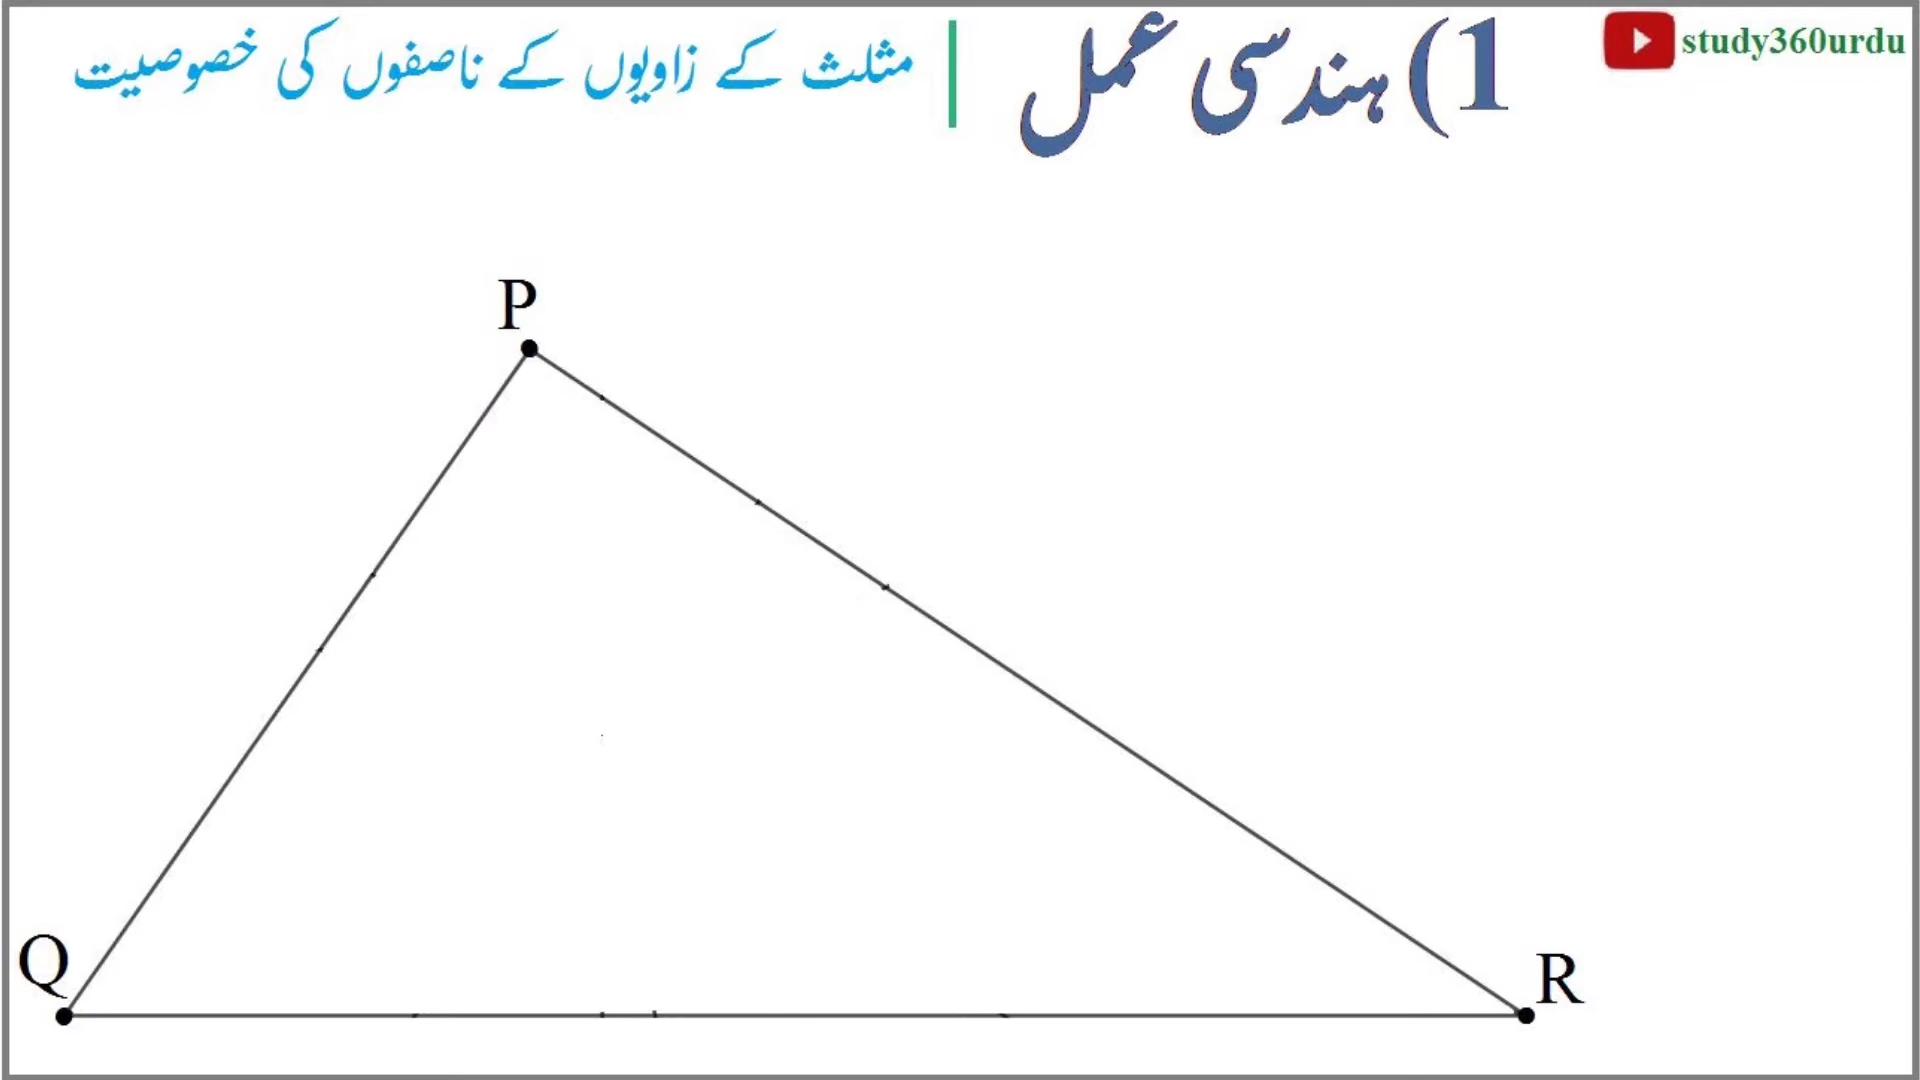 1) ہندسی عمل | مثلث کے زاویوں کے ناصفوں کی خصوصیت
study360urdu
P
Q
R